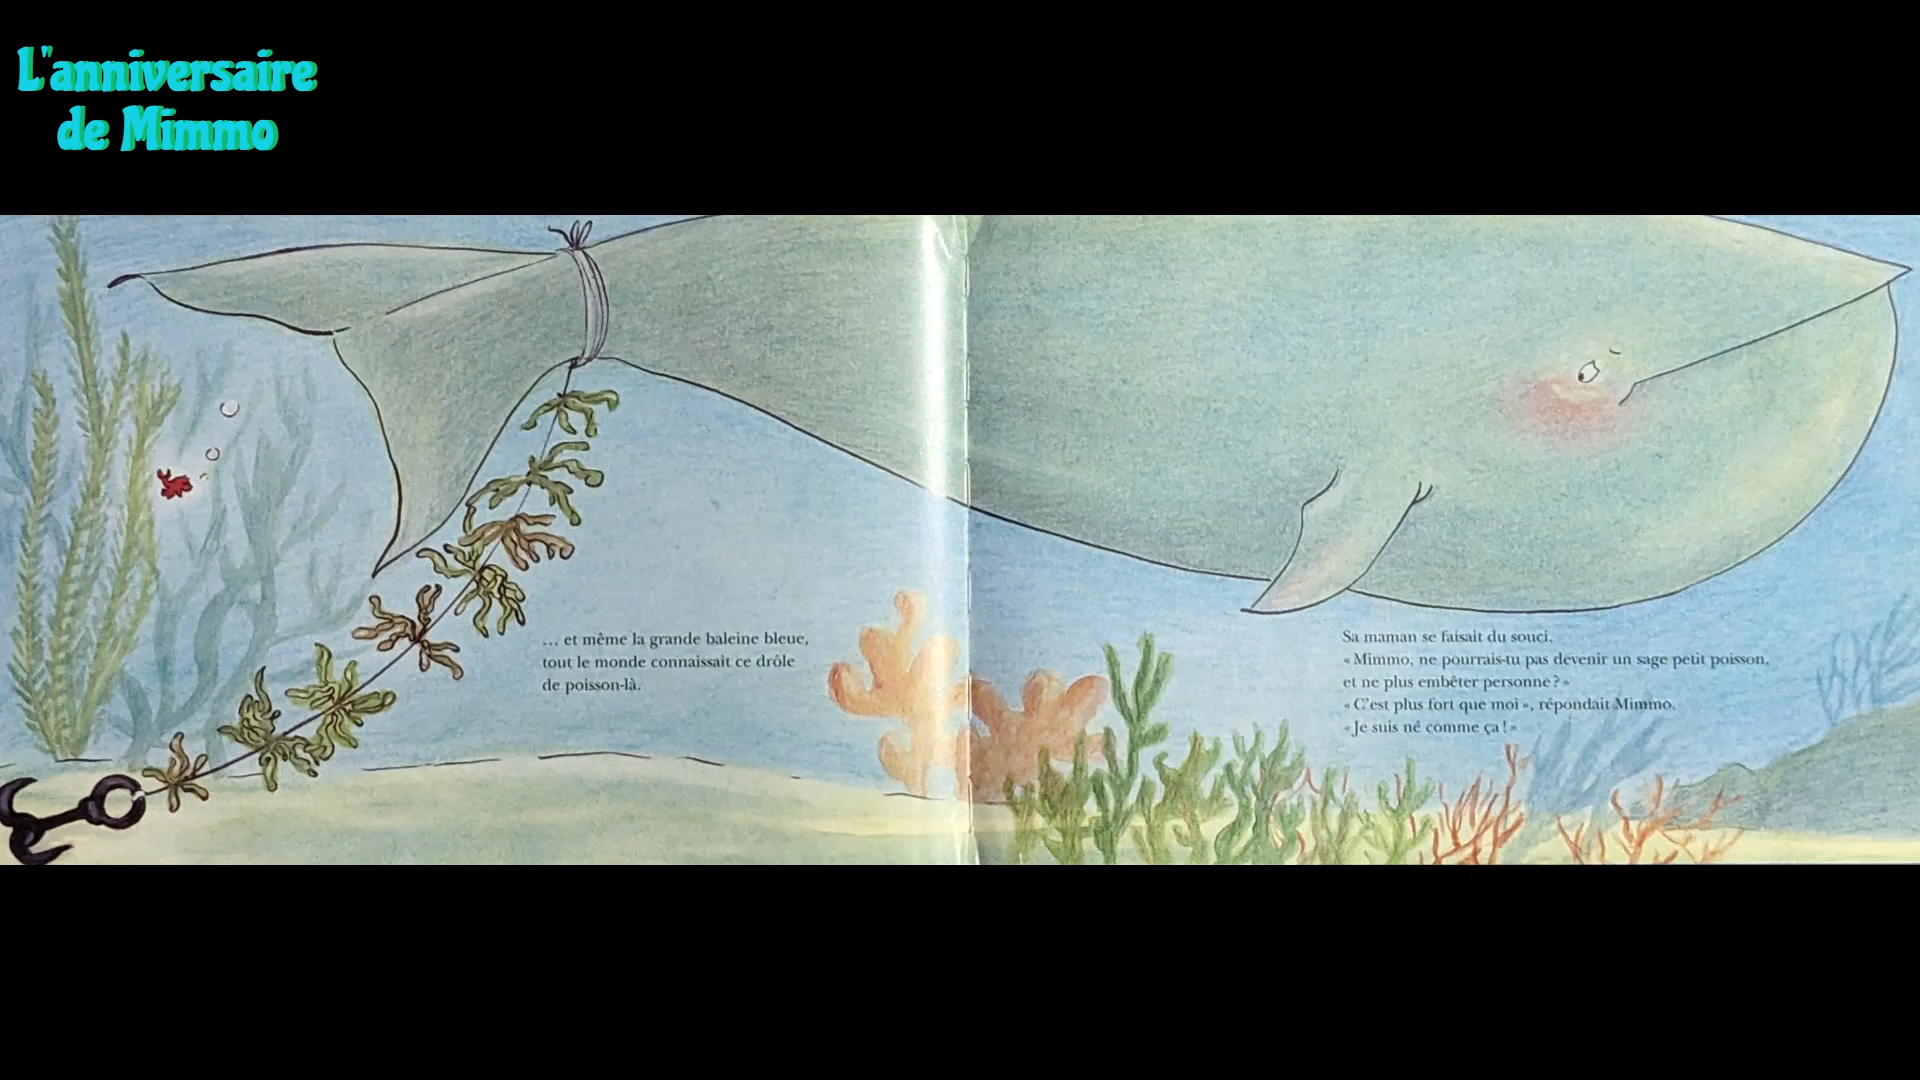 L"anniversaire
de Mimmo
... et même la grande baleine bleue,
tout le monde connaissait ce drôle
de poisson-là.
Sa maman se faisait du souci.
« Mimmo, ne pourrais-tu pas devenir un sage petit poisson,
et ne plus embêter personne ? »
« C'est plus fort que moi », répondait Mimmo.
« Je suis né comme ça ! »